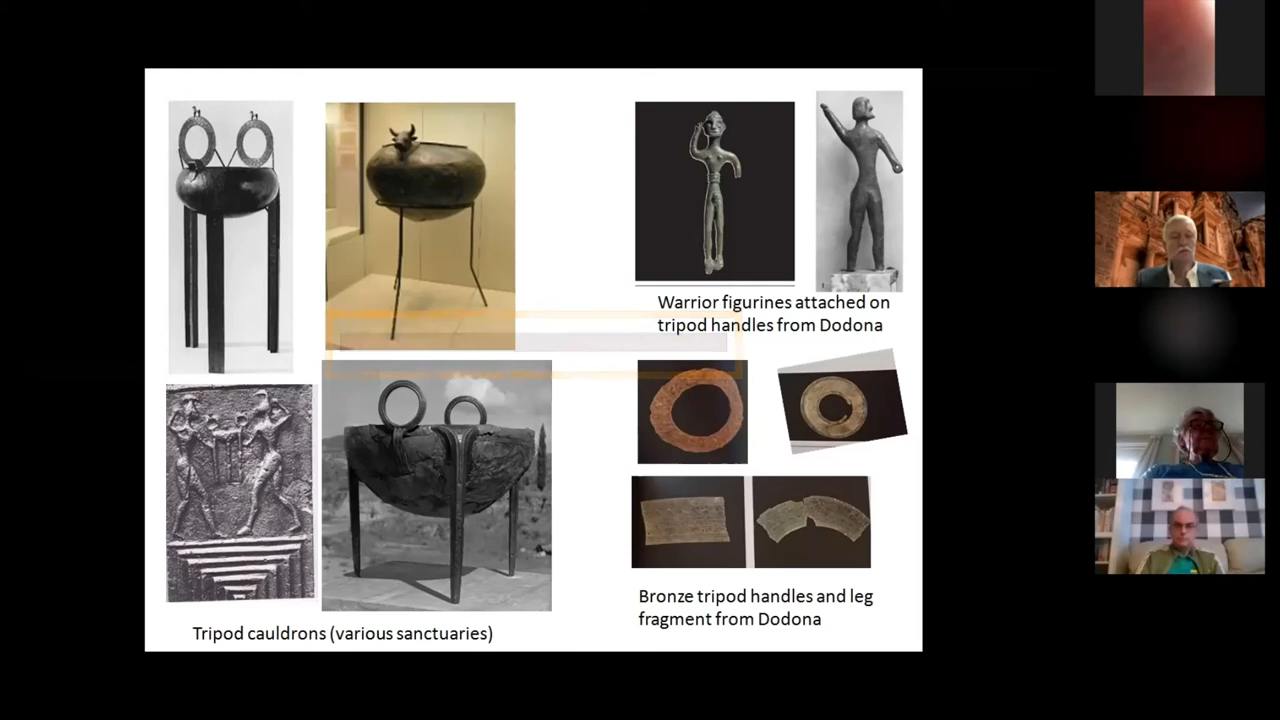 Warrior figurines attached on
tripod handles from Dodona
Bronze tripod handles and leg
fragment from Dodona
Tripod cauldrons (various sanctuaries)